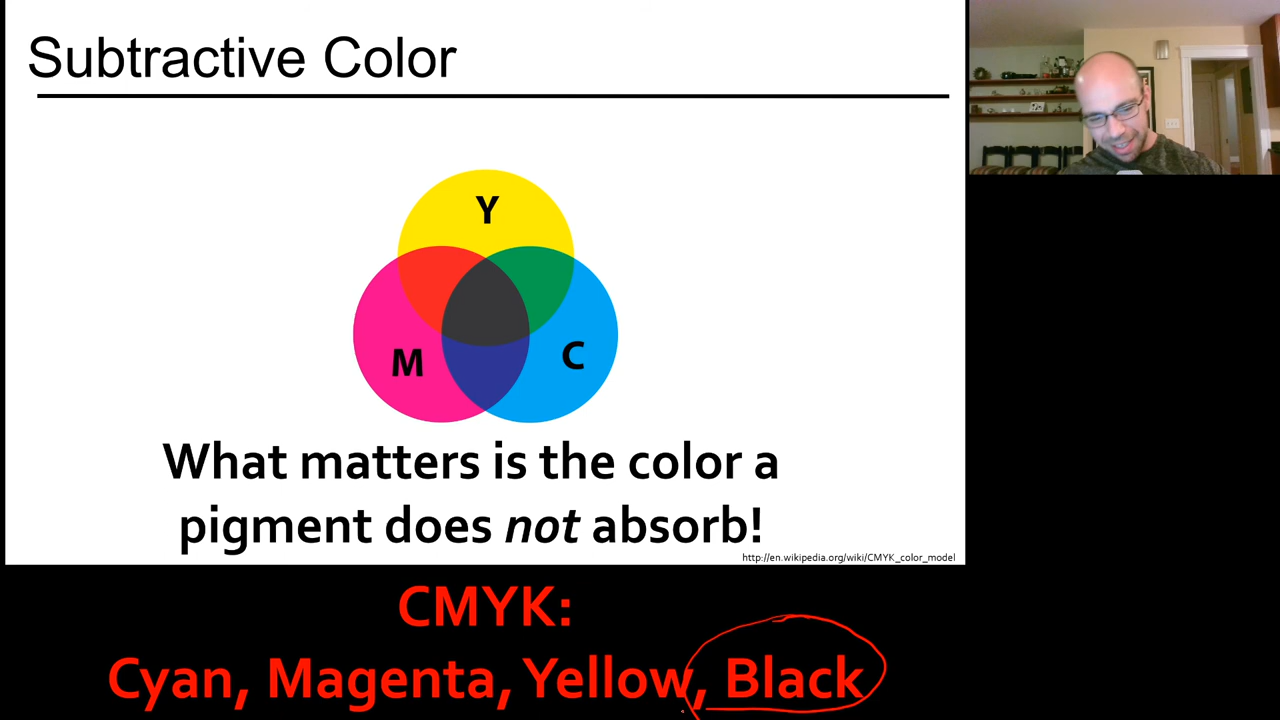 Subtractive Color
Y
M
C
What matters is the color a
pigment does not absorb!
http://en.wikipedia.org/wiki/CMYK_color_model
CMYK:
Cyan, Magenta, Yellow, Black